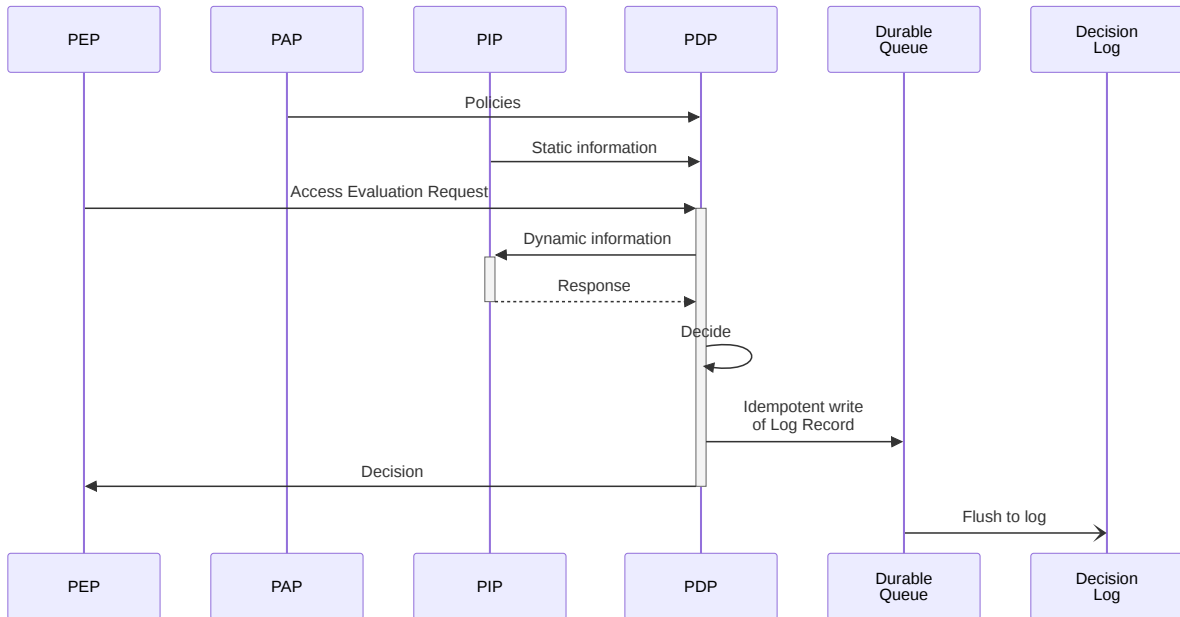 PEP
PAP
PIP
PDP
Durable
Queue
Decision
Log
Policies
Static information
Access Evaluation Request
Dynamic information
Response
Decide
Idempotent write
of Log Record
Decision
Flush to log
PEP
PAP
PIP
PDP
Durable
Queue
Decision
Log